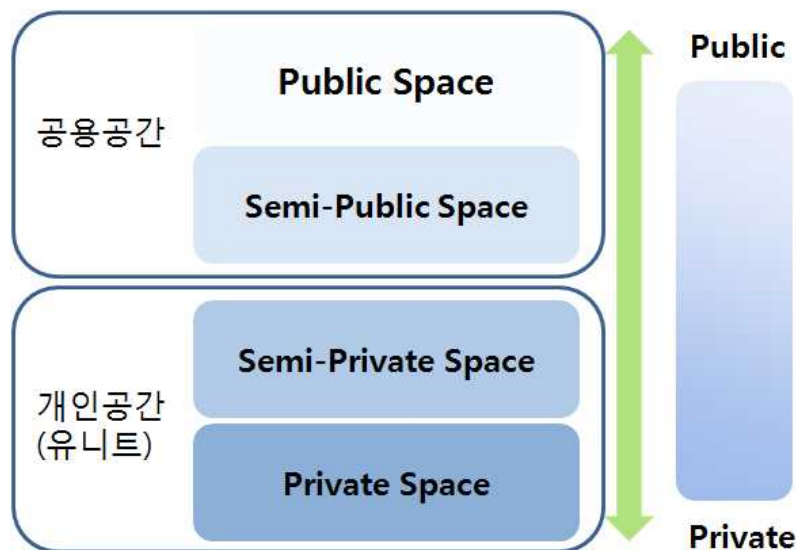 Public Space
공용공간
Semi-Public Space
Semi-Private Space
개인공간
(유니트)
Private Space
Public
Private